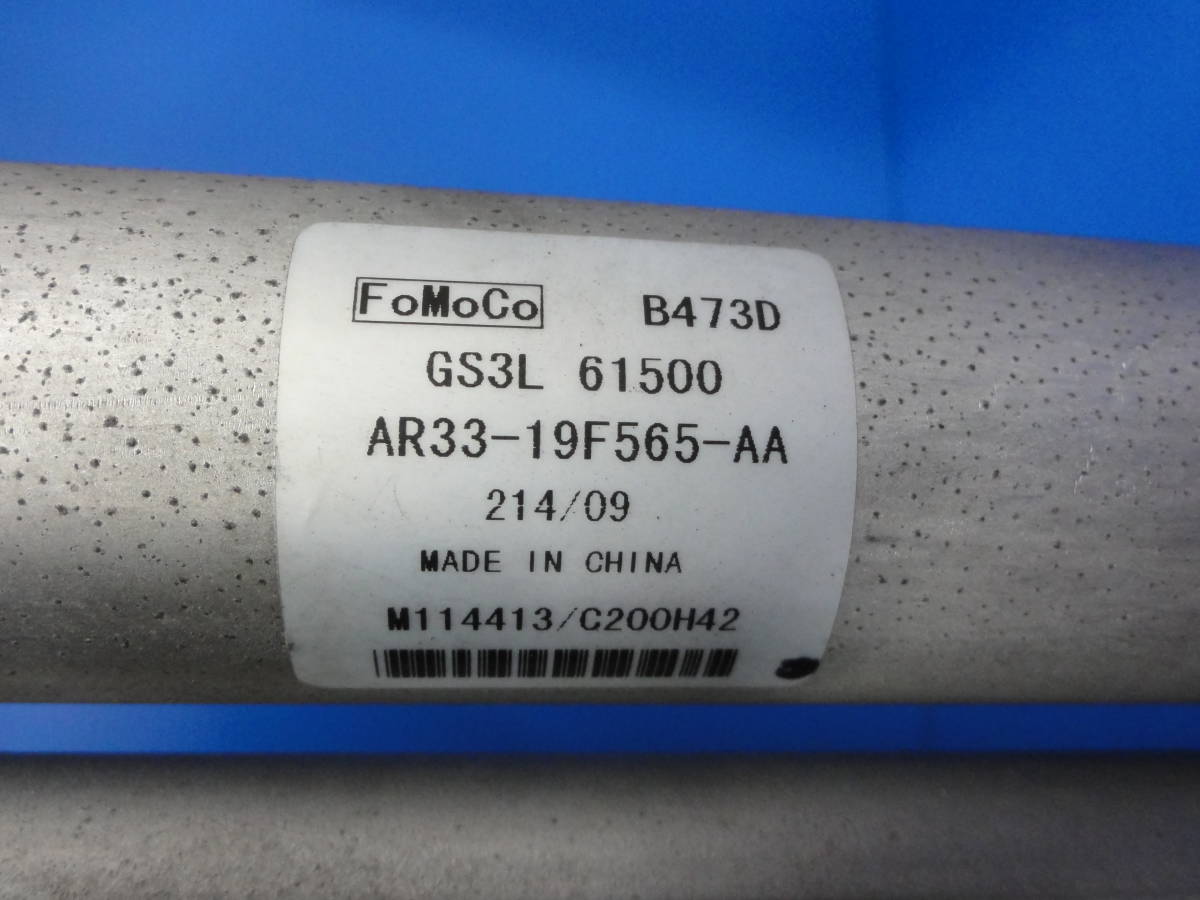 FoMoCo B473D
GS3L 61500
AR33-19F565-AA
214/09
MADE IN CHINA
M114413/C200H42